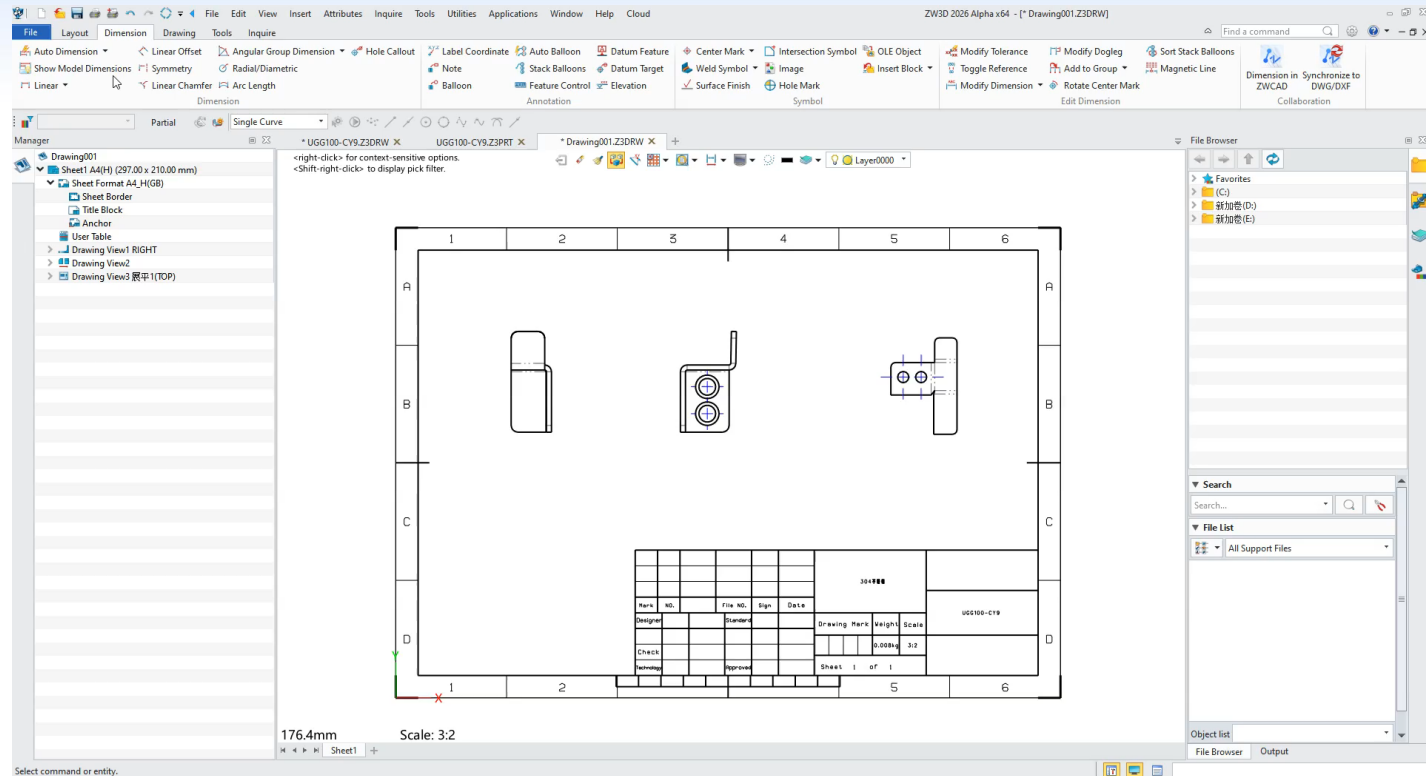 File Edit View Insert Attributes Inquire Tools Utilities Applications Window Help Cloud
ZW3D 2026 Alpha x64 - [* Drawing001.Z3DRW]
File Layout Dimension Drawing Tools Inquire
Find a command
Auto Dimension Linear Offset Angular Group Dimension Hole Callout Label Coordinate Auto Balloon Datum Feature Center Mark Intersection Symbol OLE Object Modify Tolerance Modify Dogleg Sort Stack Balloons
Show Model Dimensions Symmetry Radial/Diametric Note Stack Balloons Datum Target Weld Symbol Image Insert Block Toggle Reference Add to Group Magnetic Line
Linear Linear Chamfer Arc Length Balloon Feature Control Elevation Surface Finish Hole Mark Modify Dimension Rotate Center Mark
Dimension in ZWCAD
Synchronize to DWG/DXF
Dimension Annotation Symbol Edit Dimension Collaboration
Partial Single Curve
Manager
* UGG100-CY9.Z3DRW UGG100-CY9.Z3PRT * Drawing001.Z3DRW
File Browser
Drawing001
Sheet1 A4(H) (297.00 x 210.00 mm)
Sheet Format A4_H(GB)
Sheet Border
Title Block
Anchor
User Table
Drawing View1 RIGHT
Drawing View2
Drawing View3 展平1(TOP)
<right-click> for context-sensitive options.
<Shift-right-click> to display pick filter.
Layer0000
1 2 3 4 5 6
A A
B B
C C
D D
304不锈钢
Mark NO. File NO. Sign Date
Designer Standard
Drawing Mark Weight Scale
UGG100-CY9
Check
0.008kg 3:2
Technology Approved
Sheet 1 of 1
1 2 5 6
Y
X
176.4mm Scale: 3:2
Sheet1
Favorites
(C:)
新加卷(D:)
新加卷(E:)
Search
Search...
File List
All Support Files
Object list
File Browser Output
Select command or entity.